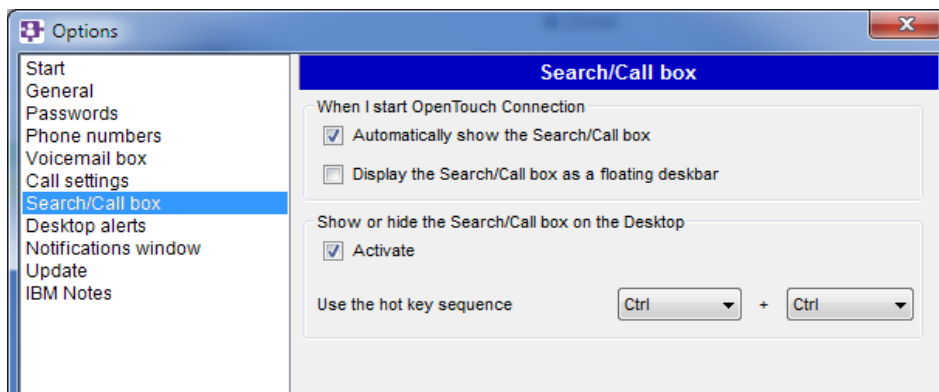 Options
Start
General
Passwords
Phone numbers
Voicemail box
Call settings
Search/Call box
Desktop alerts
Notifications window
Update
IBM Notes
Search/Call box
When I start OpenTouch Connection
Automatically show the Search/Call box
Display the Search/Call box as a floating deskbar
Show or hide the Search/Call box on the Desktop
Activate
Use the hot key sequence Ctrl + Ctrl